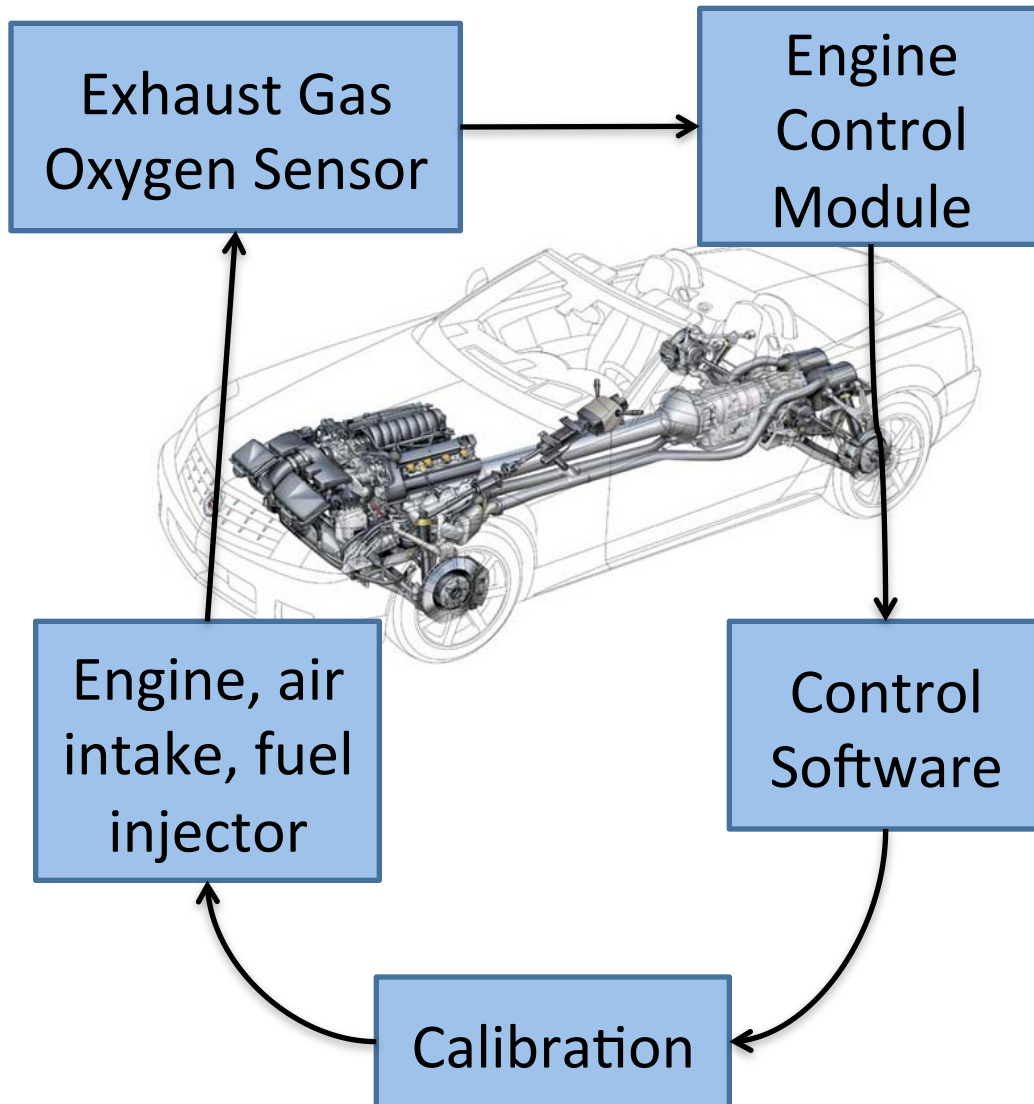 Exhaust Gas
Oxygen Sensor
Engine
Control
Module
Engine, air
intake, fuel
injector
Control
Software
Calibration